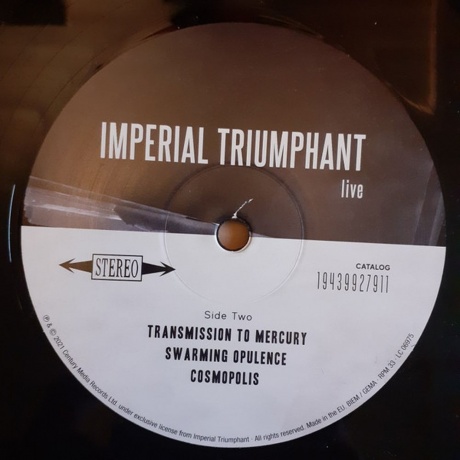 IMPERIAL TRIUMPHANT
live
STEREO
CATALOG
19439927911
Side Two
TRANSMISSION TO MERCURY
SWARMING OPULENCE
COSMOPOLIS
℗ & © 2021 Century Media Records Ltd. under exclusive license from Imperial Triumphant · All rights reserved. Made in the EU. BIEM / GEMA . RPM 33 . LC 06975